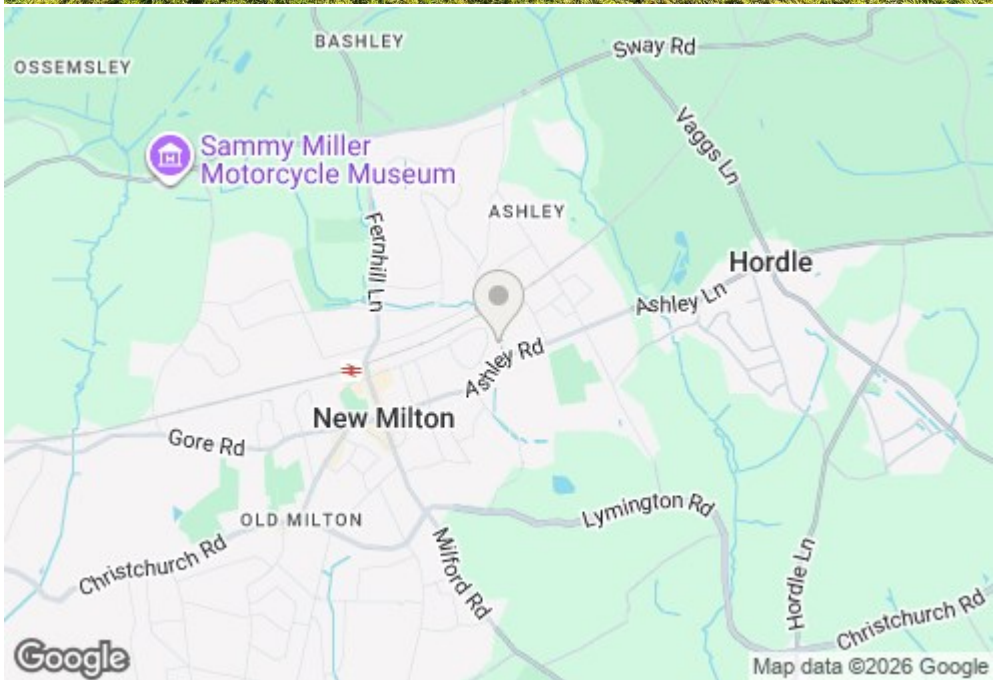 BASHLEY
OSSEMSLEY
Sway Rd
Sammy Miller
Motorcycle Museum
Vaggs Ln
Fernhill Ln
ASHLEY
Hordle
Ashley Ln
Ashley Rd
New Milton
Gore Rd
Lymington Rd
OLD MILTON
Christchurch Rd
Milford Rd
Hordle Ln
Christchurch Rd
Google
Map data ©2026 Google